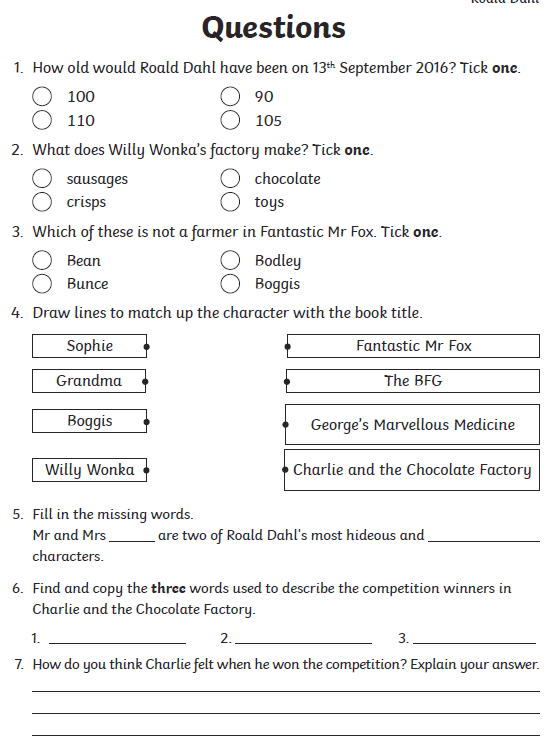 Roald Dahl
Questions
1. How old would Roald Dahl have been on 13th September 2016? Tick one.
100 90
110 105
2. What does Willy Wonka's factory make? Tick one.
sausages chocolate
crisps toys
3. Which of these is not a farmer in Fantastic Mr Fox. Tick one.
Bean Bodley
Bunce Boggis
4. Draw lines to match up the character with the book title.
Sophie Fantastic Mr Fox
Grandma The BFG
Boggis George's Marvellous Medicine
Willy Wonka Charlie and the Chocolate Factory
5. Fill in the missing words.
Mr and Mrs ______ are two of Roald Dahl's most hideous and ______________
characters.
6. Find and copy the three words used to describe the competition winners in
Charlie and the Chocolate Factory.
1. __________________ 2. __________________ 3. ________________
7. How do you think Charlie felt when he won the competition? Explain your answer.